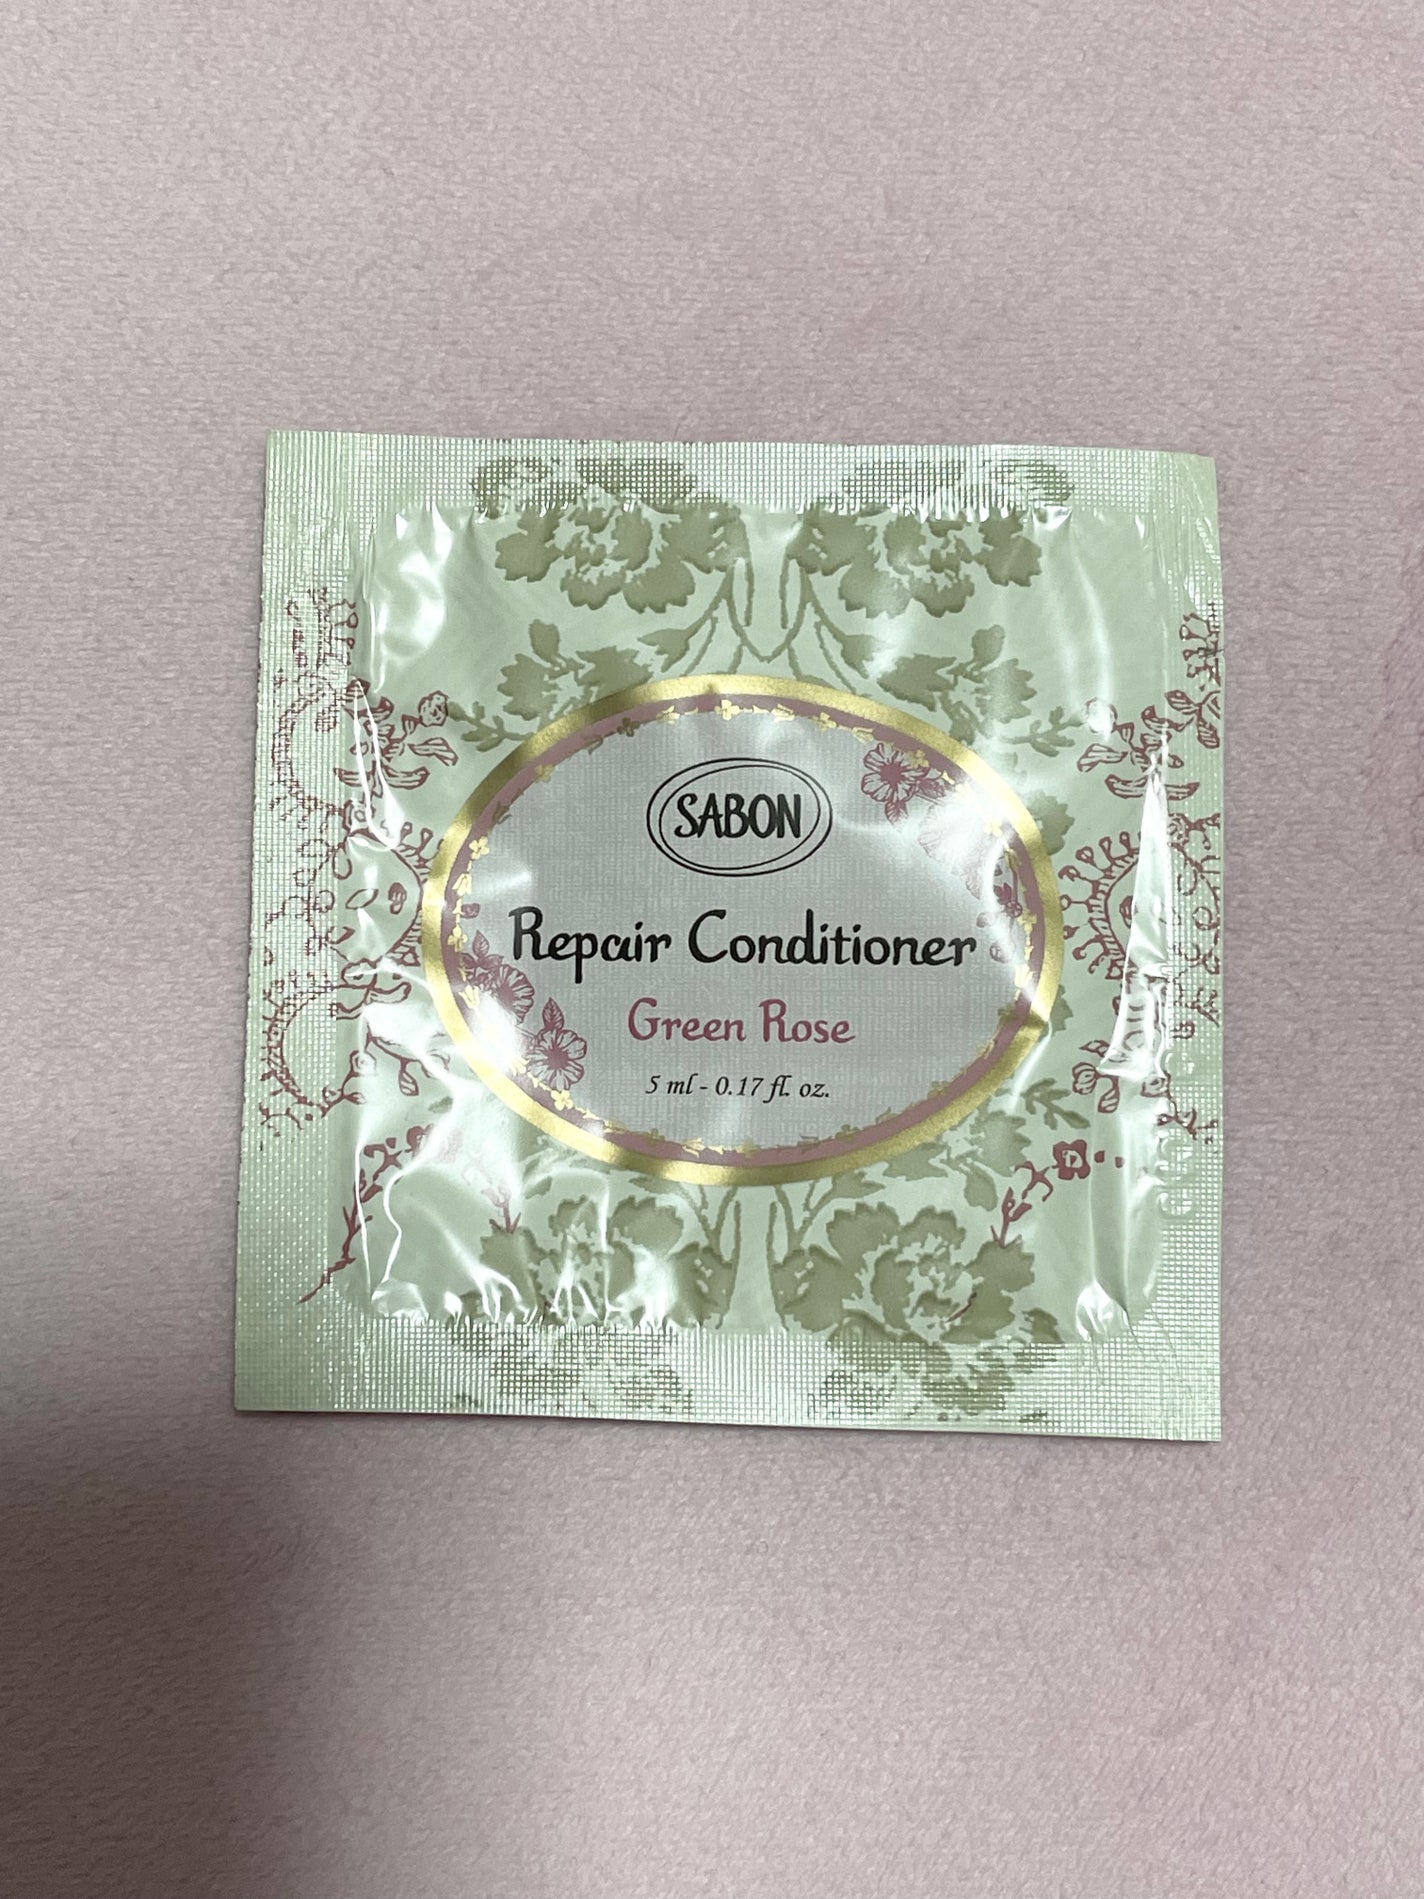 SABON
Repair Conditioner
Green Rose
5 ml - 0.17 fl. oz.